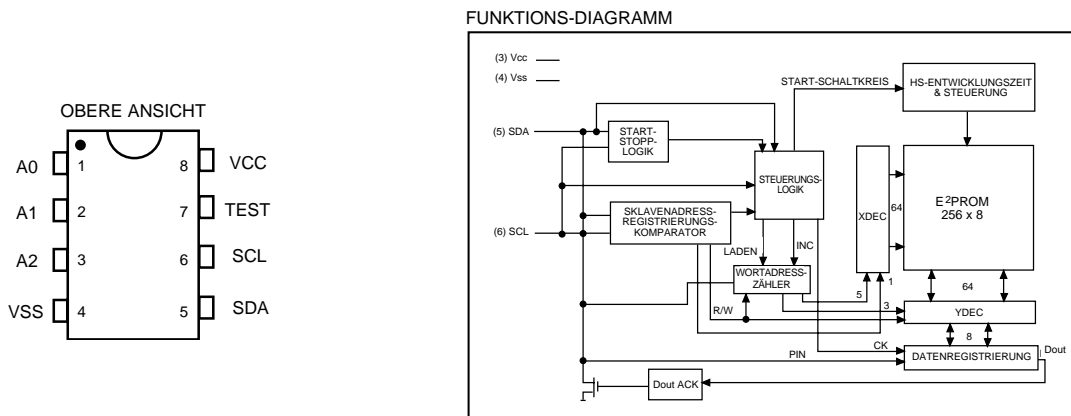 FUNKTIONS-DIAGRAMM
OBERE ANSICHT
A0 1 8 VCC
A1 2 7 TEST
A2 3 6 SCL
VSS 4 5 SDA
(3) Vcc
(4) Vss
START-SCHALTKREIS
HS-ENTWICKLUNGSZEIT
& STEUERUNG
(5) SDA
START-
STOPP-
LOGIK
STEUERUNGS-
LOGIK
XDEC
64
E²PROM
256 x 8
SKLAVENADRESS-
REGISTRIERUNGS-
KOMPARATOR
(6) SCL
LADEN
INC
WORTADRESS-
ZÄHLER
R/W
5
1
3
64
YDEC
8
CK
PIN
DATENREGISTRIERUNG
Dout
Dout ACK